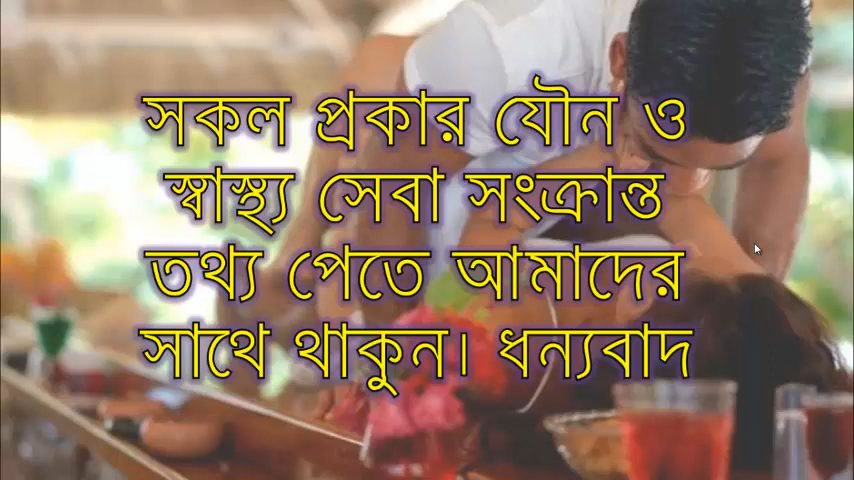 সকল প্রকার যৌন ও
স্বাস্থ্য সেবা সংক্রান্ত
তথ্য পেতে আমাদের
সাথে থাকুন। ধন্যবাদ